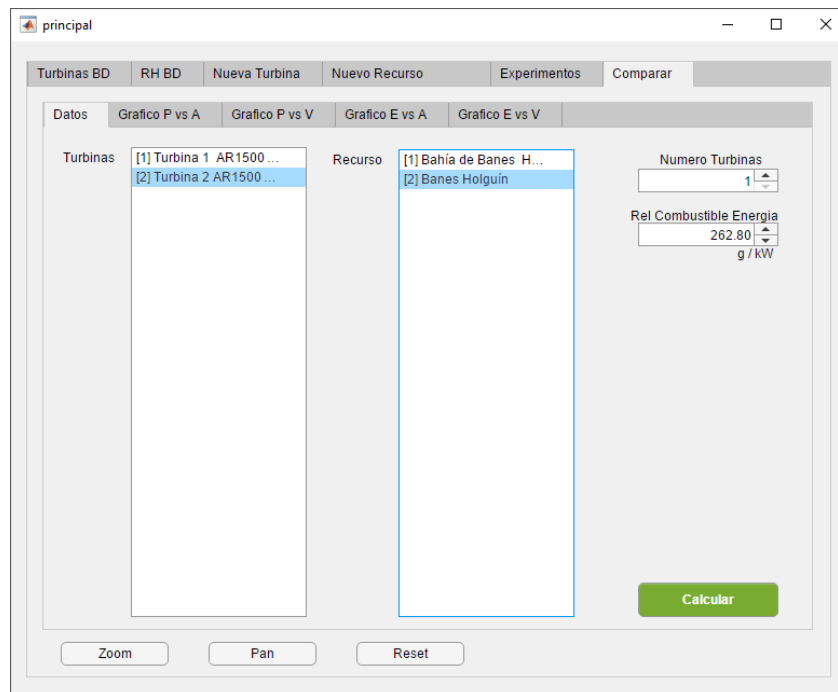 principal
Turbinas BD RH BD Nueva Turbina Nuevo Recurso Experimentos Comparar
Datos Grafico P vs A Grafico P vs V Grafico E vs A Grafico E vs V
Turbinas
[1] Turbina 1 AR1500 ...
[2] Turbina 2 AR1500 ...
Recurso
[1] Bahía de Banes H...
[2] Banes Holguín
Numero Turbinas
1
Rel Combustible Energia
262.80
g / kW
Calcular
Zoom Pan Reset